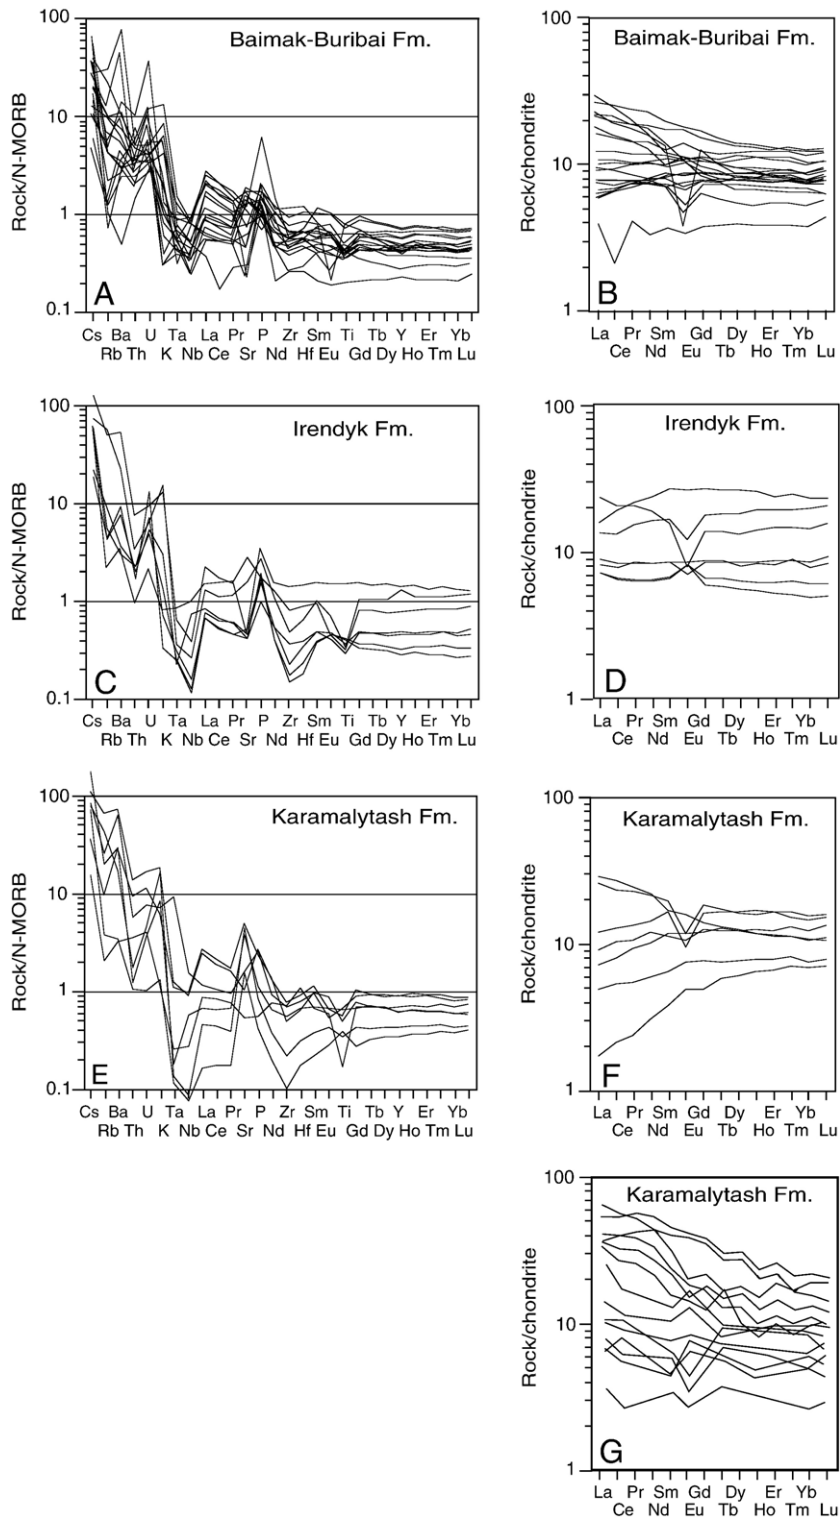 Baimak-Buribai Fm.
Rock/N-MORB
100
10
1
0.1
A
Cs Ba U Ta La Pr P Zr Sm Ti Tb Y Er Yb
Rb Th K Nb Ce Sr Nd Hf Eu Gd Dy Ho Tm Lu
Baimak-Buribai Fm.
Rock/chondrite
100
10
1
B
La Pr Sm Gd Dy Er Yb
Ce Nd Eu Tb Ho Tm Lu
Irendyk Fm.
Rock/N-MORB
100
10
1
0.1
C
Cs Ba U Ta La Pr P Zr Sm Ti Tb Y Er Yb
Rb Th K Nb Ce Sr Nd Hf Eu Gd Dy Ho Tm Lu
Irendyk Fm.
Rock/chondrite
100
10
1
D
La Pr Sm Gd Dy Er Yb
Ce Nd Eu Tb Ho Tm Lu
Karamalytash Fm.
Rock/N-MORB
100
10
1
0.1
E
Cs Ba U Ta La Pr P Zr Sm Ti Tb Y Er Yb
Rb Th K Nb Ce Sr Nd Hf Eu Gd Dy Ho Tm Lu
Karamalytash Fm.
Rock/chondrite
100
10
1
F
La Pr Sm Gd Dy Er Yb
Ce Nd Eu Tb Ho Tm Lu
Karamalytash Fm.
Rock/chondrite
100
10
1
G
La Pr Sm Gd Dy Er Yb
Ce Nd Eu Tb Ho Tm Lu